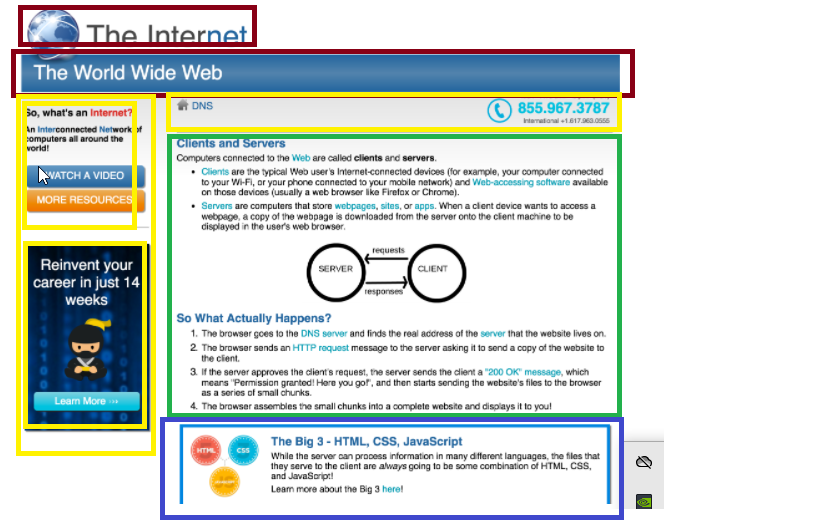 The Internet
The World Wide Web
So, what's an Internet?
An Interconnected Network of
computers all around the
world!
WATCH A VIDEO
MORE RESOURCES
Reinvent your
career in just 14
weeks
Learn More →
DNS
855.967.3787
International +1.617.963.0555
Clients and Servers
Computers connected to the Web are called clients and servers.
• Clients are the typical Web user's Internet-connected devices (for example, your computer connected
to your Wi-Fi, or your phone connected to your mobile network) and Web-accessing software available
on those devices (usually a web browser like Firefox or Chrome).
• Servers are computers that store webpages, sites, or apps. When a client device wants to access a
webpage, a copy of the webpage is downloaded from the server onto the client machine to be
displayed in the user's web browser.
requests
SERVER
CLIENT
responses
So What Actually Happens?
1. The browser goes to the DNS server and finds the real address of the server that the website lives on.
2. The browser sends an HTTP request message to the server asking it to send a copy of the website to
the client.
3. If the server approves the client's request, the server sends the client a "200 OK" message, which
means "Permission granted! Here you go!", and then starts sending the website's files to the browser
as a series of small chunks.
4. The browser assembles the small chunks into a complete website and displays it to you!
HTML
CSS
The Big 3 - HTML, CSS, JavaScript
While the server can process information in many different languages, the files that
they serve to the client are always going to be some combination of HTML, CSS,
and JavaScript!
Learn more about the Big 3 here!